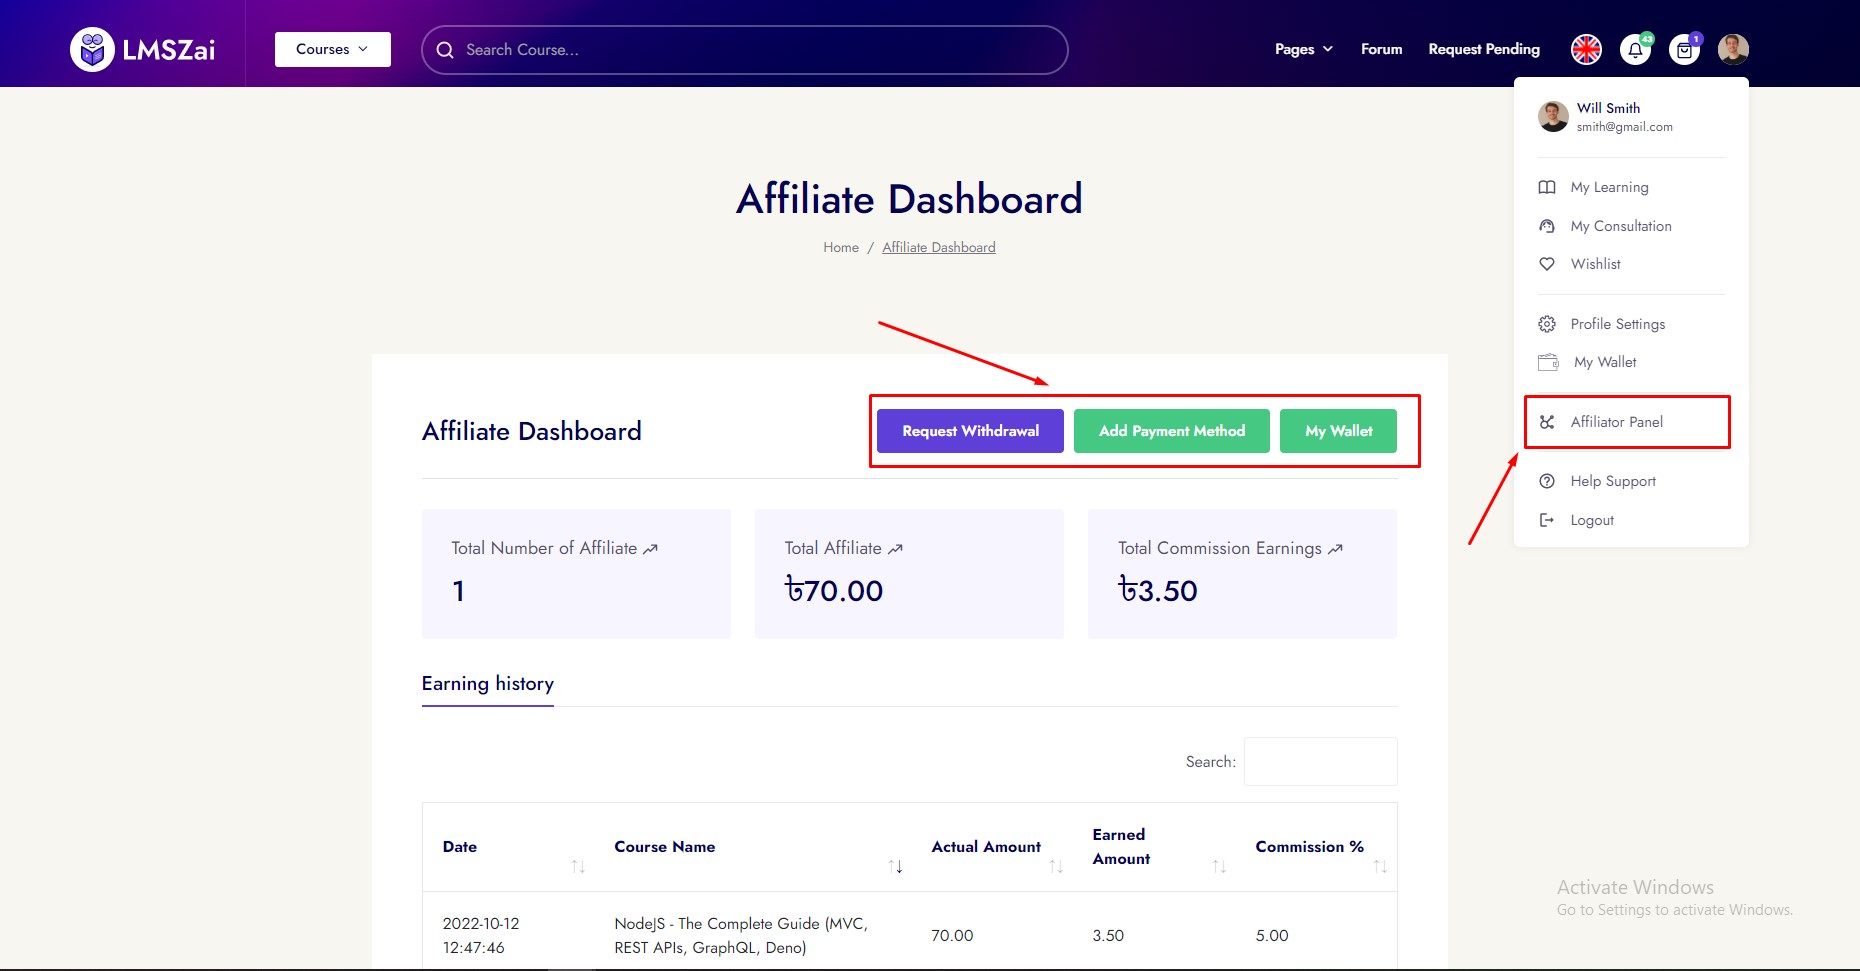 LMSZai
Courses
Search Course...
Pages
Forum
Request Pending
43
1
Will Smith
smith@gmail.com
My Learning
My Consultation
Wishlist
Profile Settings
My Wallet
Affiliator Panel
Help Support
Logout
Affiliate Dashboard
Home / Affiliate Dashboard
Affiliate Dashboard
Request Withdrawal
Add Payment Method
My Wallet
Total Number of Affiliate
1
Total Affiliate
৳70.00
Total Commission Earnings
৳3.50
Earning history
Search:
Date
Course Name
Actual Amount
Earned
Amount
Commission %
2022-10-12
12:47:46
NodeJS - The Complete Guide (MVC,
REST APIs, GraphQL, Deno)
70.00
3.50
5.00
Activate Windows
Go to Settings to activate Windows.